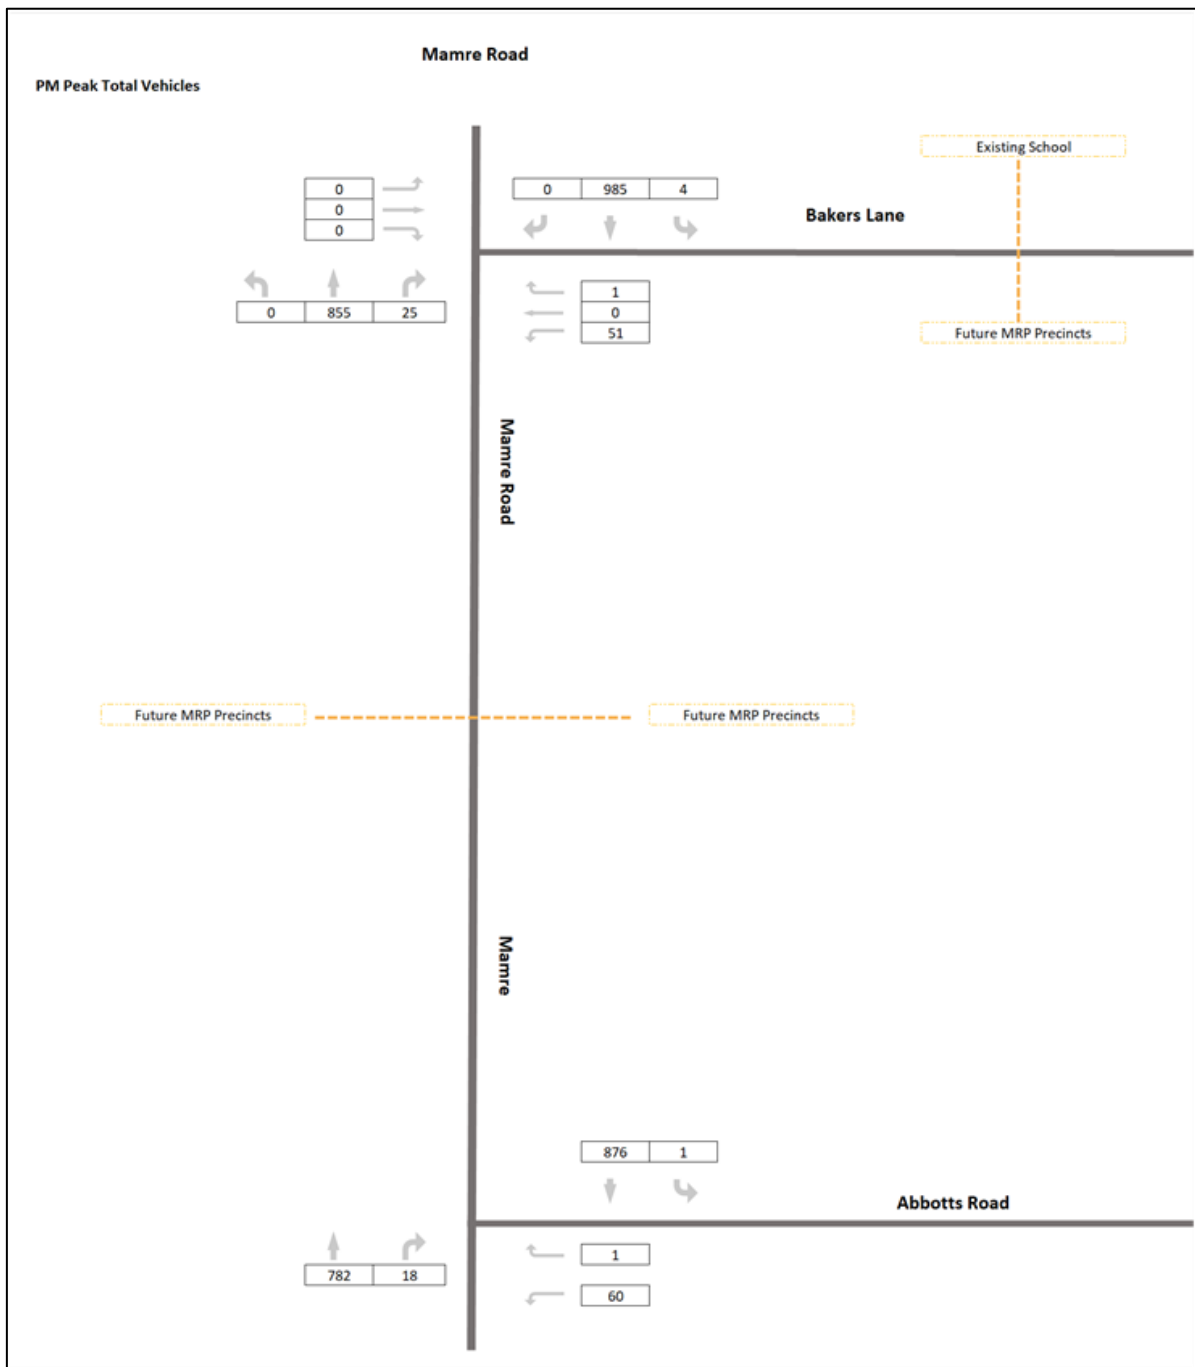 Mamre Road
PM Peak Total Vehicles
Existing School
0
0
0
0 985 4
Bakers Lane
0 855 25
1
0
51
Future MRP Precincts
Mamre Road
Future MRP Precincts
Future MRP Precincts
Mamre
876 1
Abbotts Road
782 18
1
60